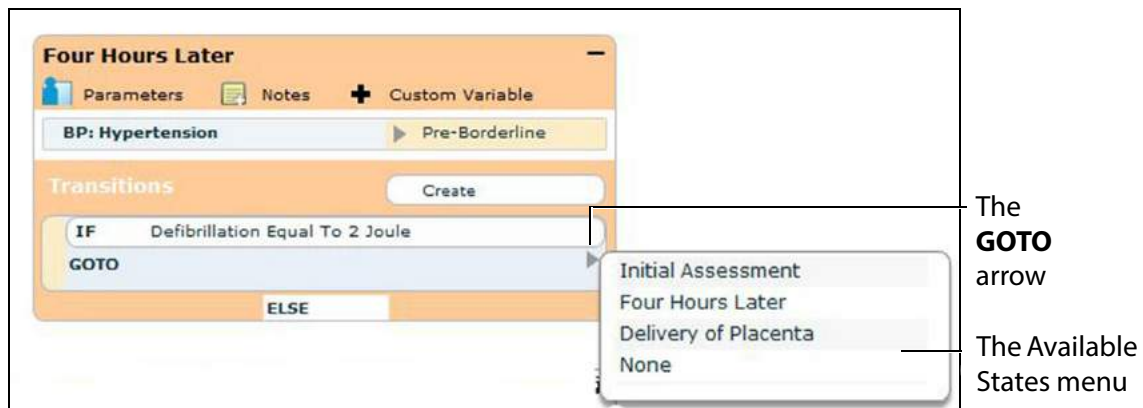 Four Hours Later
Parameters Notes Custom Variable
BP: Hypertension Pre-Borderline
Transitions Create
IF Defibrillation Equal To 2 Joule
GOTO
ELSE
Initial Assessment
Four Hours Later
Delivery of Placenta
None
The
GOTO
arrow
The Available
States menu